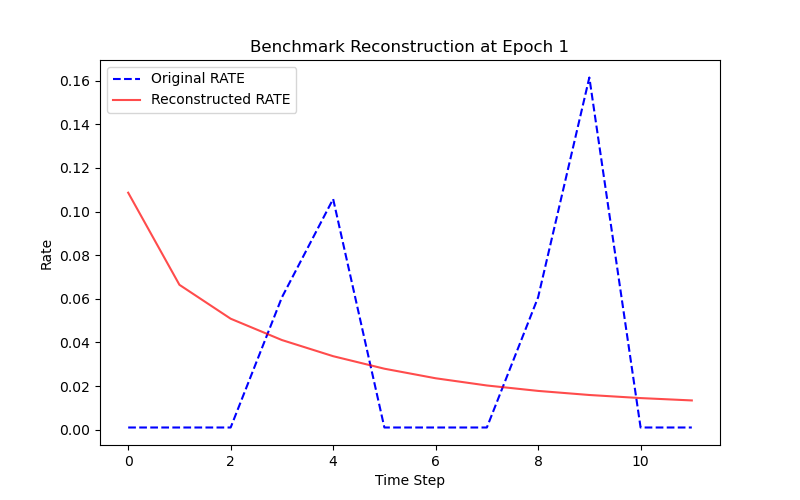 Benchmark Reconstruction at Epoch 1
Original RATE
Reconstructed RATE
0.16
0.14
0.12
0.10
0.08
0.06
0.04
0.02
0.00
Rate
0 2 4 6 8 10
Time Step